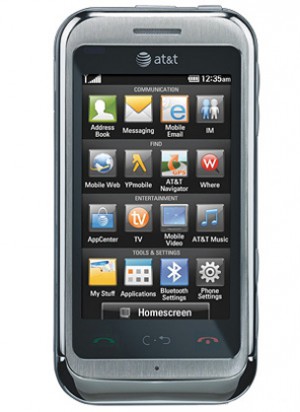 at&t
12:35am
COMMUNICATION
Address Book
Messaging
Mobile Email
IM
FIND
Mobile Web
YPmobile
AT&T Navigator
Where
ENTERTAINMENT
AppCenter
TV
Mobile Video
AT&T Music
TOOLS & SETTINGS
My Stuff
Applications
Bluetooth Settings
Phone Settings
Homescreen